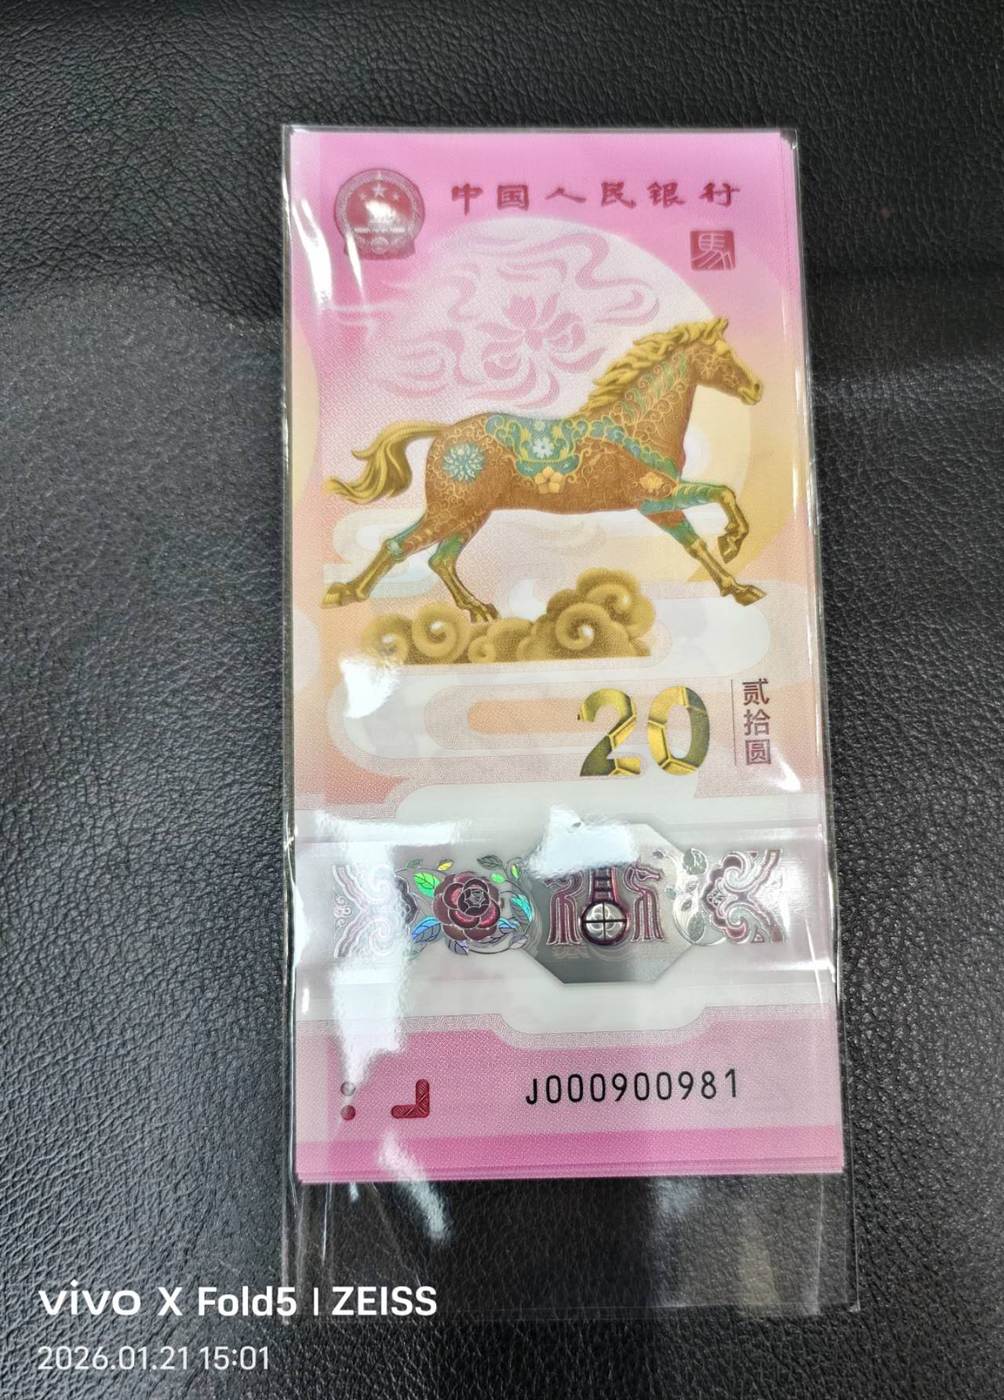 中国人民银行
馬
20
贰拾圆
J000900981
vivo X Fold5 | ZEISS
2026.01.21 15:01